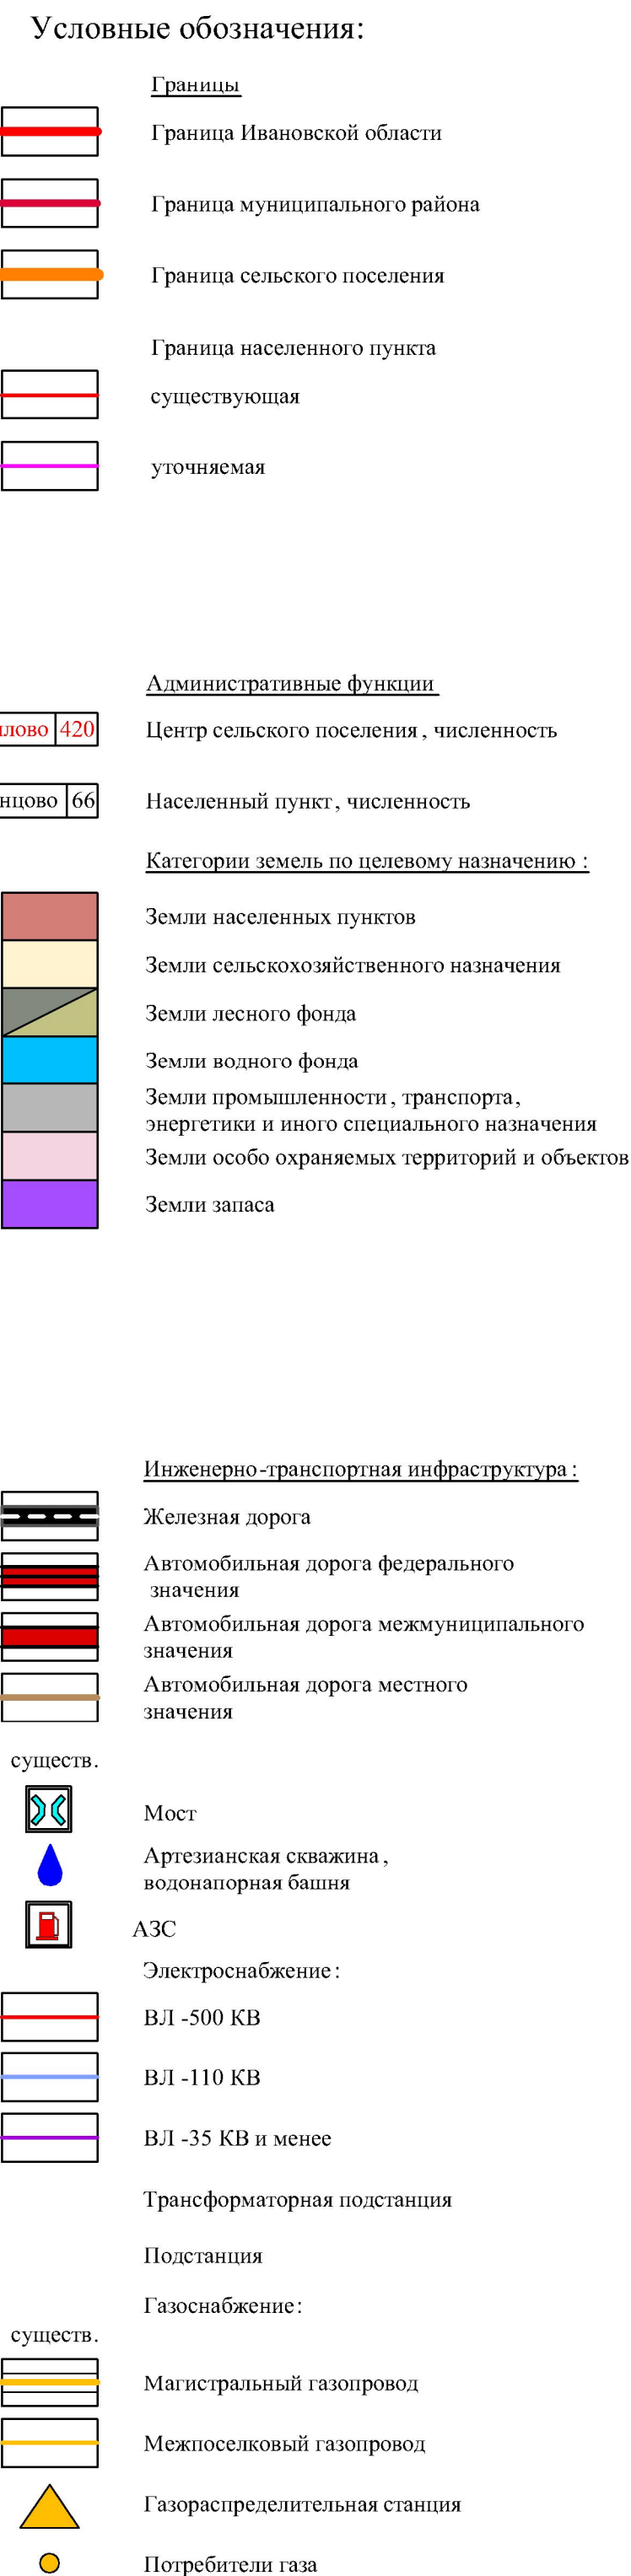 Условные обозначения:
Границы
Граница Ивановской области
Граница муниципального района
Граница сельского поселения
Граница населенного пункта
существующая
уточняемая
Административные функции
420
Центр сельского поселения, численность
66
Населенный пункт, численность
Категории земель по целевому назначению:
Земли населенных пунктов
Земли сельскохозяйственного назначения
Земли лесного фонда
Земли водного фонда
Земли промышленности, транспорта,
энергетики и иного специального назначения
Земли особо охраняемых территорий и объектов
Земли запаса
Инженерно-транспортная инфраструктура:
Железная дорога
Автомобильная дорога федерального
значения
Автомобильная дорога межмуниципального
значения
Автомобильная дорога местного
значения
существ.
Мост
Артезианская скважина,
водонапорная башня
АЗС
Электроснабжение:
ВЛ -500 КВ
ВЛ -110 КВ
ВЛ -35 КВ и менее
Трансформаторная подстанция
Подстанция
Газоснабжение:
существ.
Магистральный газопровод
Межпоселковый газопровод
Газораспределительная станция
Потребители газа